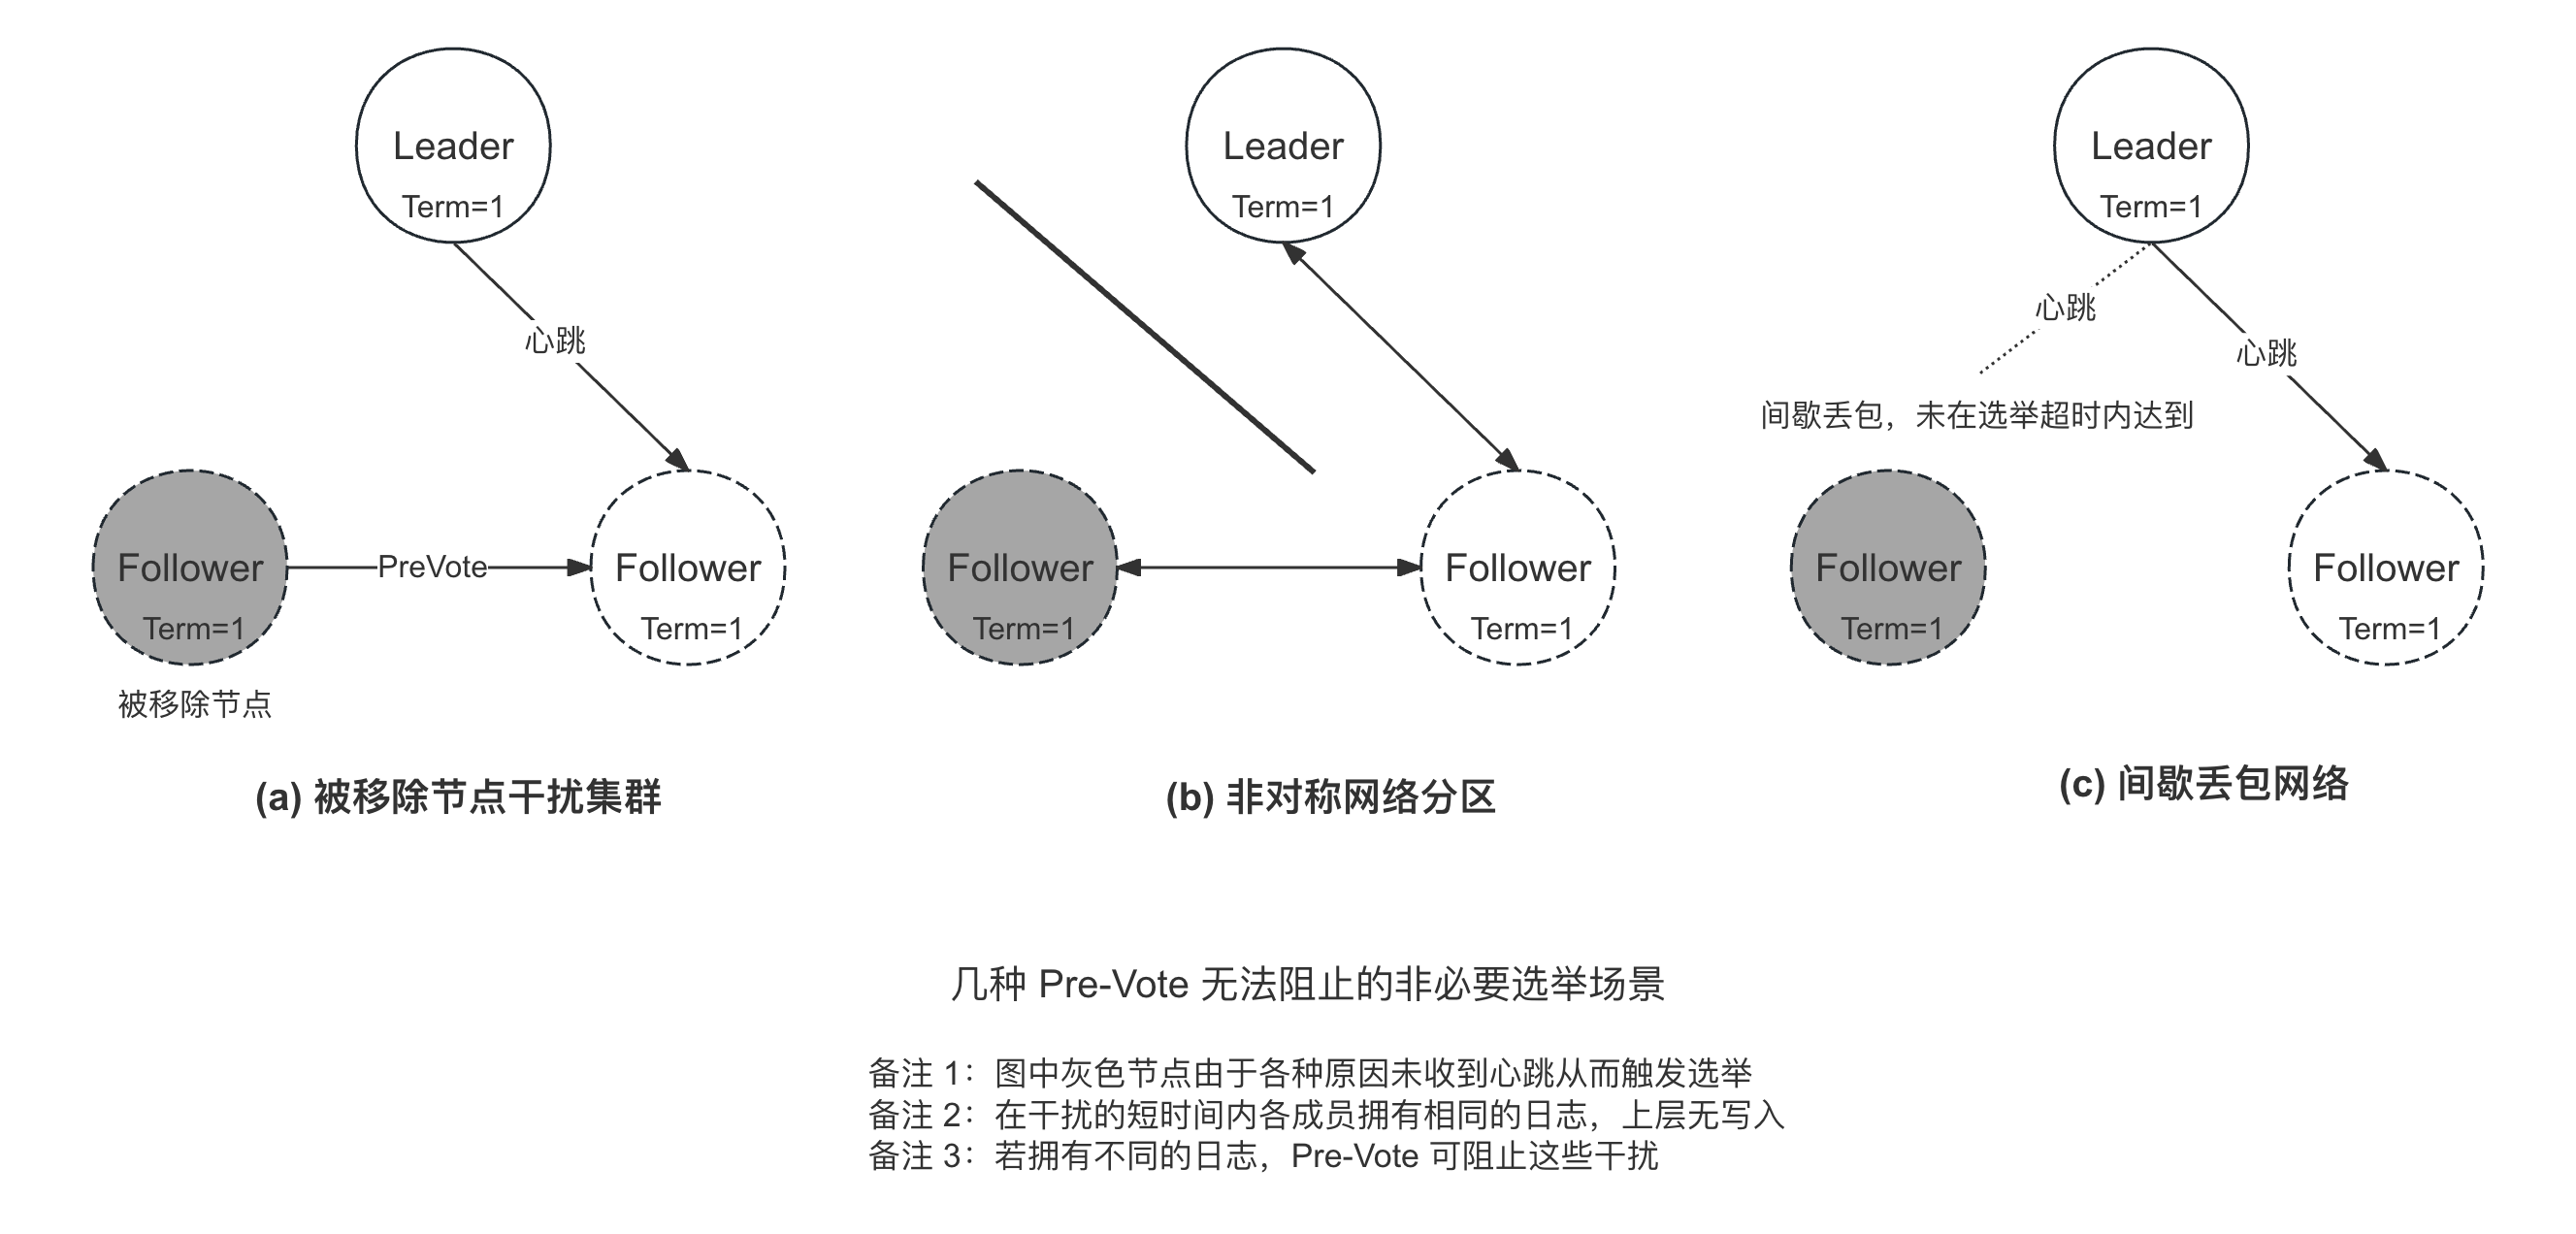 Leader
Term=1
心跳
Follower
Term=1
PreVote
Follower
Term=1
被移除节点
(a) 被移除节点干扰集群
Leader
Term=1
Follower
Term=1
Follower
Term=1
(b) 非对称网络分区
Leader
Term=1
心跳
心跳
间歇丢包，未在选举超时内达到
Follower
Term=1
Follower
Term=1
(c) 间歇丢包网络
几种 Pre-Vote 无法阻止的非必要选举场景
备注 1：图中灰色节点由于各种原因未收到心跳从而触发选举
备注 2：在干扰的短时间内各成员拥有相同的日志，上层无写入
备注 3：若拥有不同的日志，Pre-Vote 可阻止这些干扰